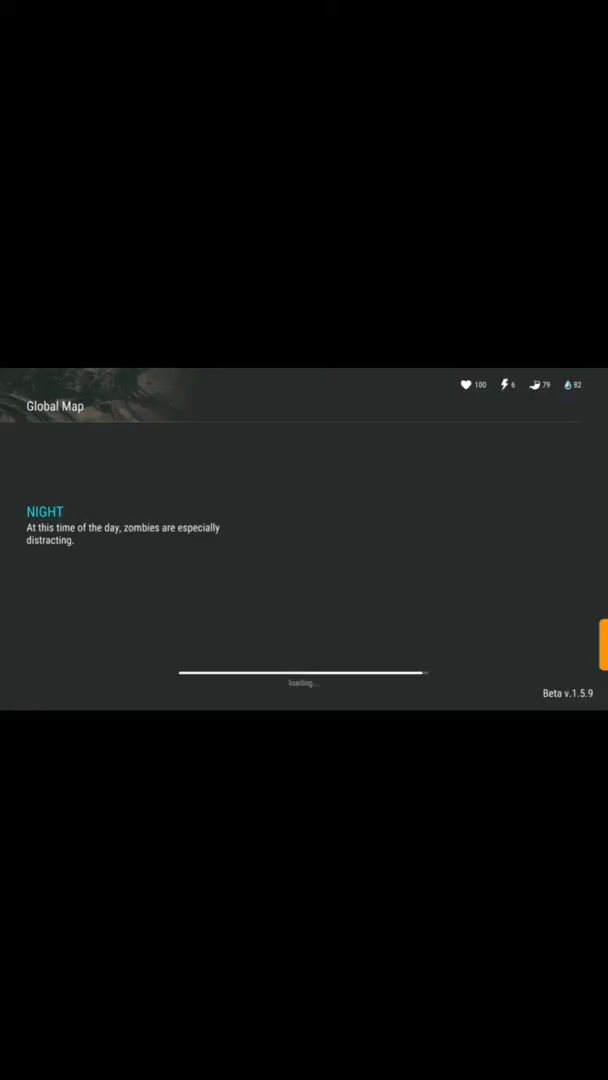 100 6 79 82
Global Map
NIGHT
At this time of the day, zombies are especially
distracting.
loading...
Beta v.1.5.9